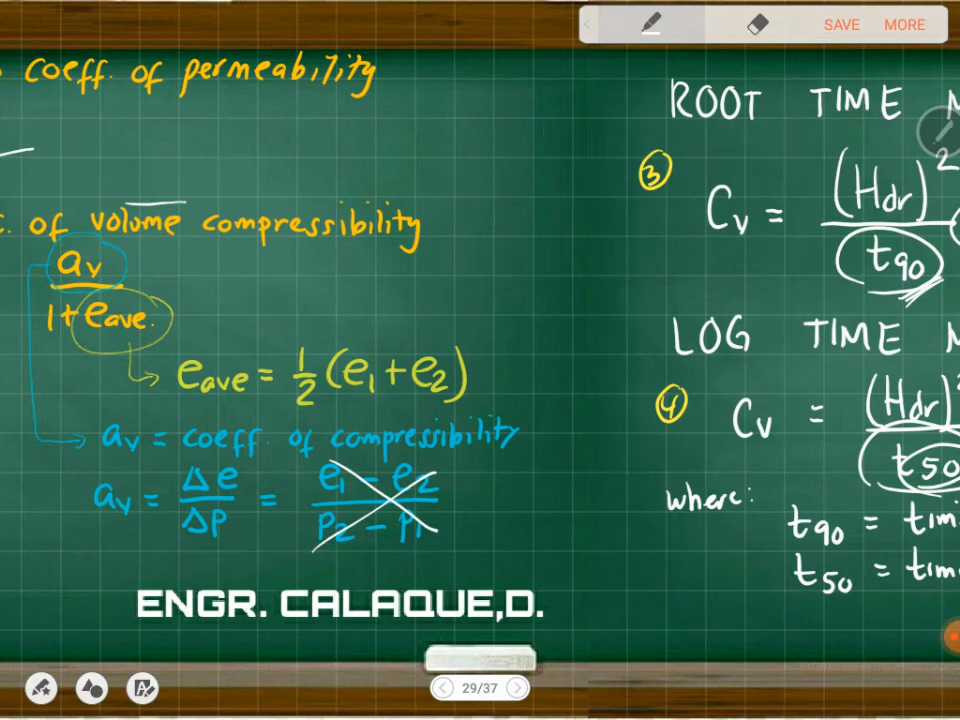 SAVE MORE
coeff. of permeability
of volume compressibility
av
1+eave.
eave = 1/2 (e1+e2)
av = coeff. of compressibility
av = Δe/ΔP = e1 - e2/P2 - P1
ENGR. CALAQUE,D.
ROOT TIME
3
Cv = (Hdr)2
t90
LOG TIME
4
Cv = (Hdr)
t50
where:
t90 =
t50 =
29/37